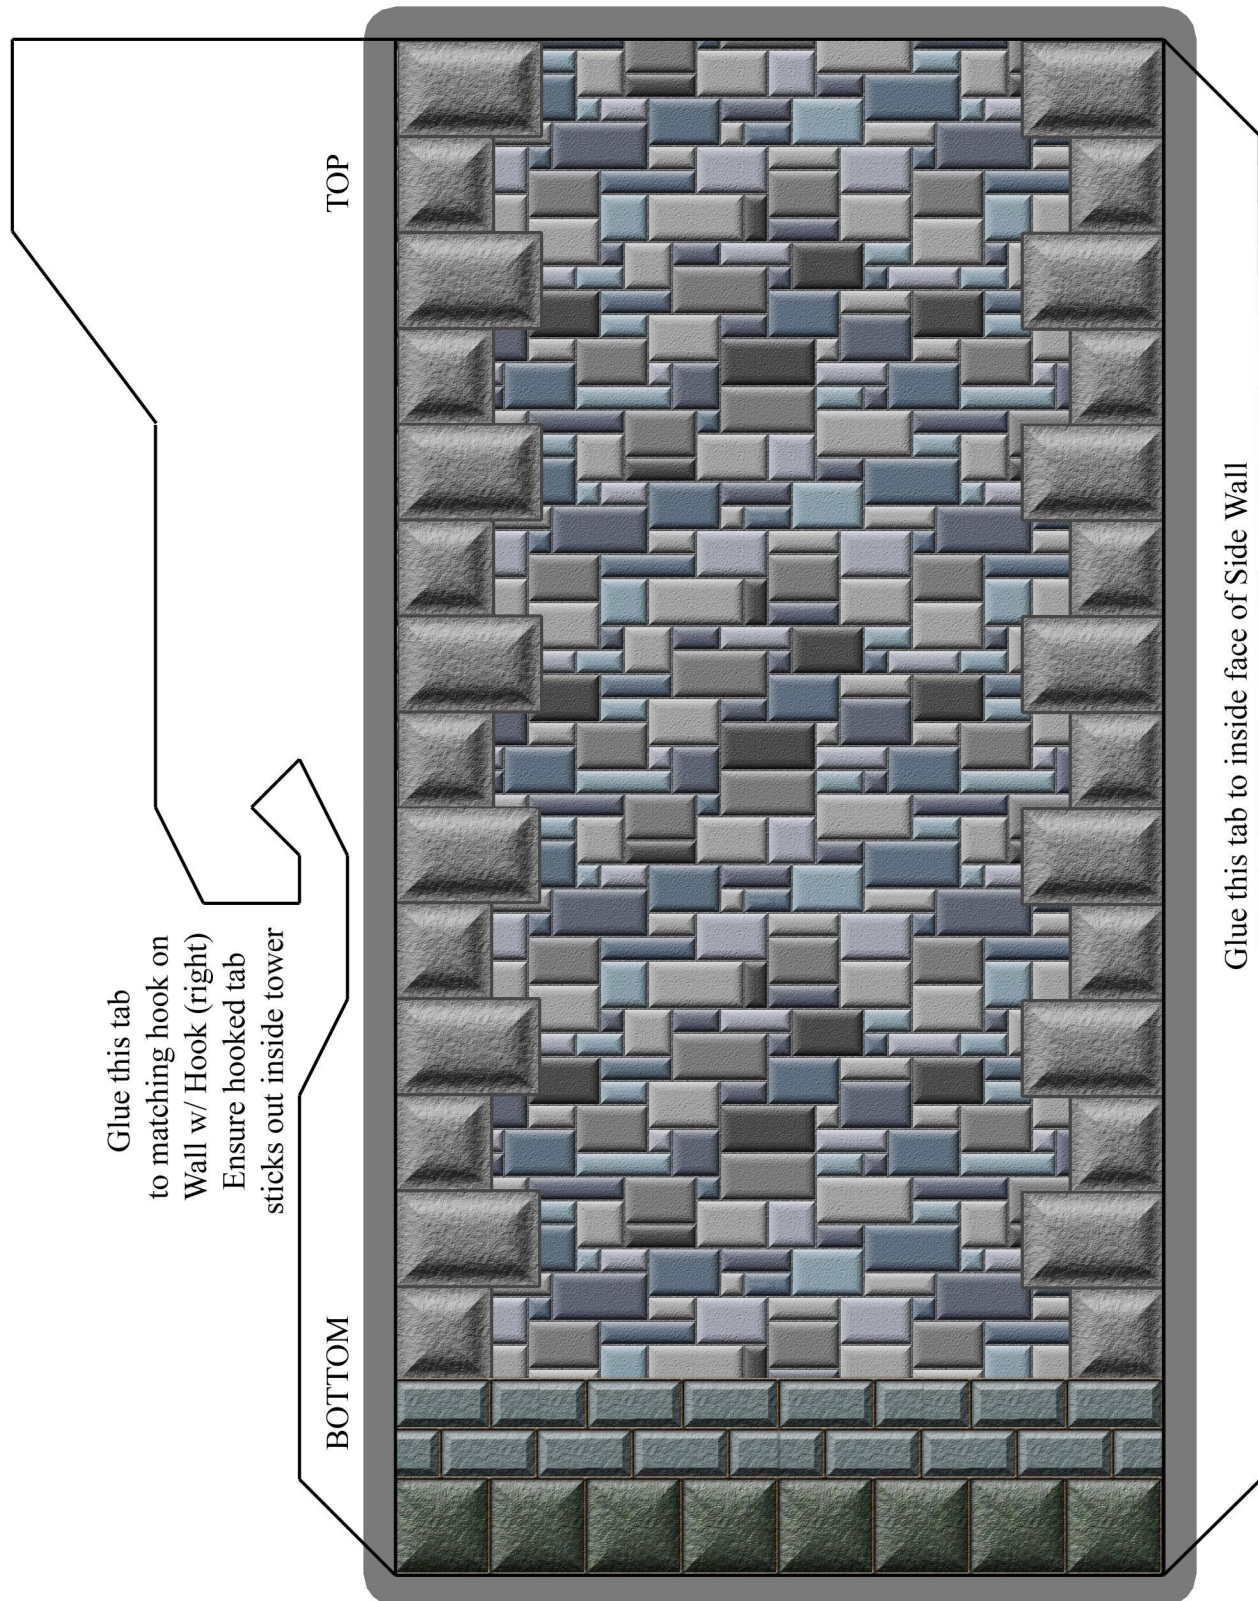 TOP
Glue this tab
to matching hook on
Wall w/ Hook (right)
Ensure hooked tab
sticks out inside tower
BOTTOM
Glue this tab to inside face of Side Wall